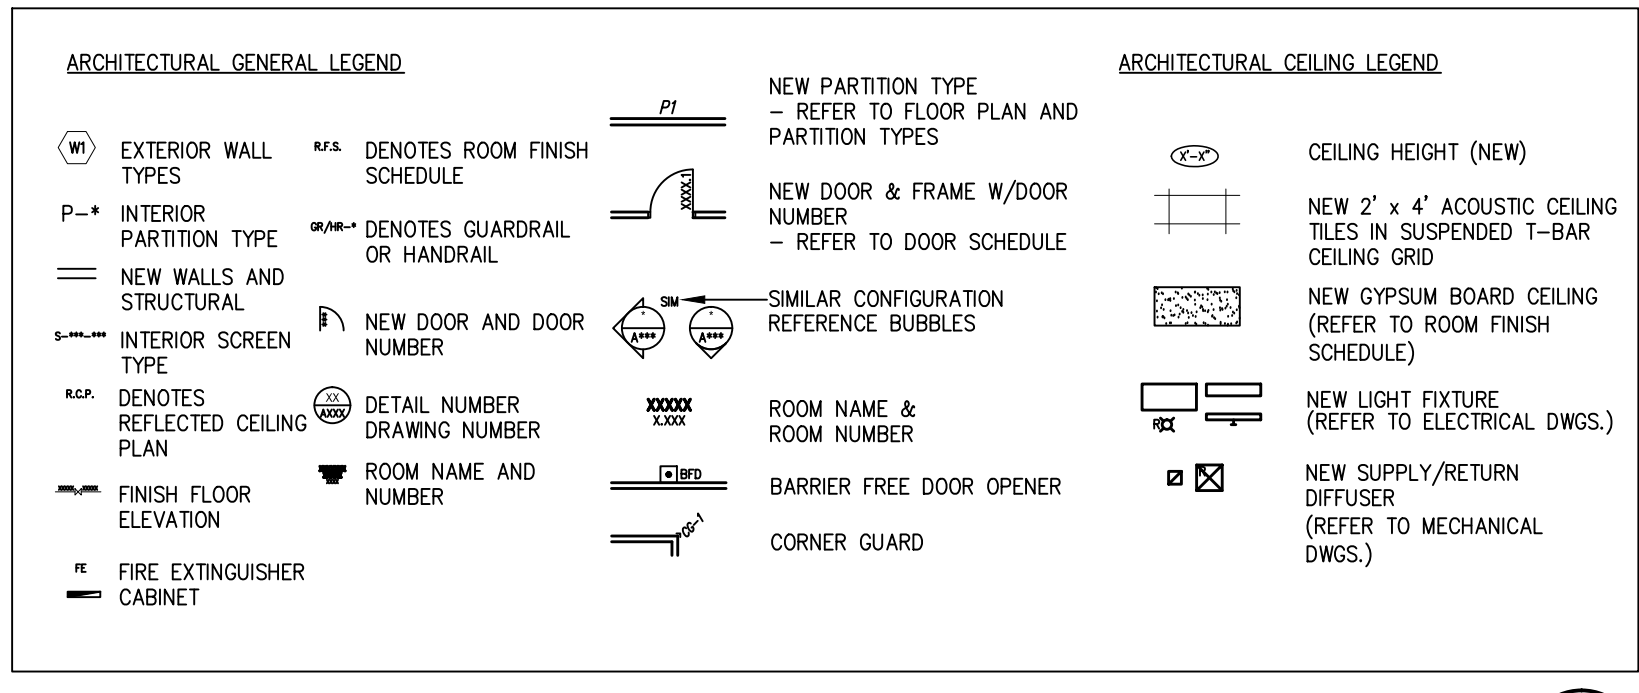 ARCHITECTURAL GENERAL LEGEND
W1
EXTERIOR WALL
TYPES
P-*
INTERIOR
PARTITION TYPE
NEW WALLS AND
STRUCTURAL
S-***-***
INTERIOR SCREEN
TYPE
R.C.P.
DENOTES
REFLECTED CEILING
PLAN
FINISH FLOOR
ELEVATION
FE
FIRE EXTINGUISHER
CABINET
R.F.S.
DENOTES ROOM FINISH
SCHEDULE
GR/HR-*
DENOTES GUARDRAIL
OR HANDRAIL
NEW DOOR AND DOOR
NUMBER
XX
AXXX
DETAIL NUMBER
DRAWING NUMBER
ROOM NAME AND
NUMBER
P1
NEW PARTITION TYPE
- REFER TO FLOOR PLAN AND
PARTITION TYPES
XXXX.1
NEW DOOR & FRAME W/DOOR
NUMBER
- REFER TO DOOR SCHEDULE
SIM
* *
A*** A***
SIMILAR CONFIGURATION
REFERENCE BUBBLES
XXXXX
X.XXX
ROOM NAME &
ROOM NUMBER
BFD
BARRIER FREE DOOR OPENER
CG-1
CORNER GUARD
ARCHITECTURAL CEILING LEGEND
X'-X"
CEILING HEIGHT (NEW)
NEW 2' x 4' ACOUSTIC CEILING
TILES IN SUSPENDED T-BAR
CEILING GRID
NEW GYPSUM BOARD CEILING
(REFER TO ROOM FINISH
SCHEDULE)
R
NEW LIGHT FIXTURE
(REFER TO ELECTRICAL DWGS.)
NEW SUPPLY/RETURN
DIFFUSER
(REFER TO MECHANICAL
DWGS.)